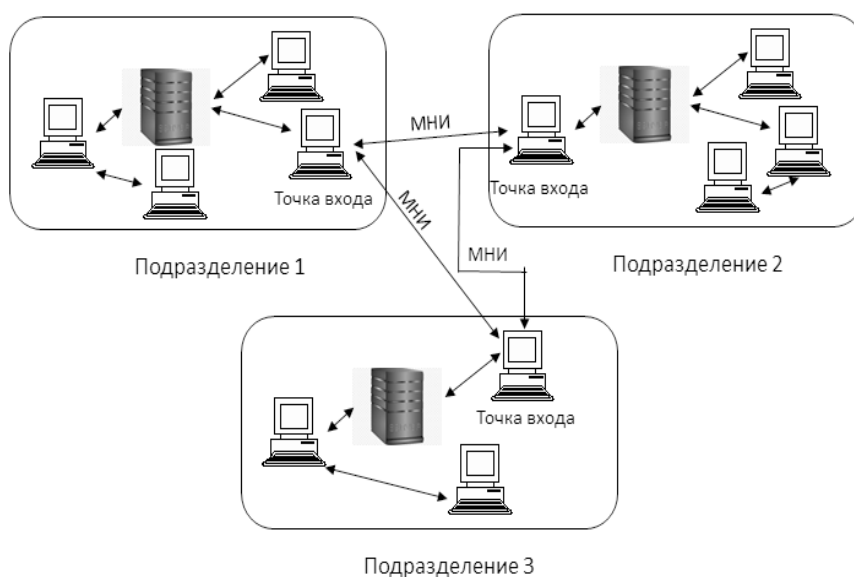 МНИ
Точка входа
Точка входа
МНИ
МНИ
Подразделение 1
Подразделение 2
Точка входа
Подразделение 3